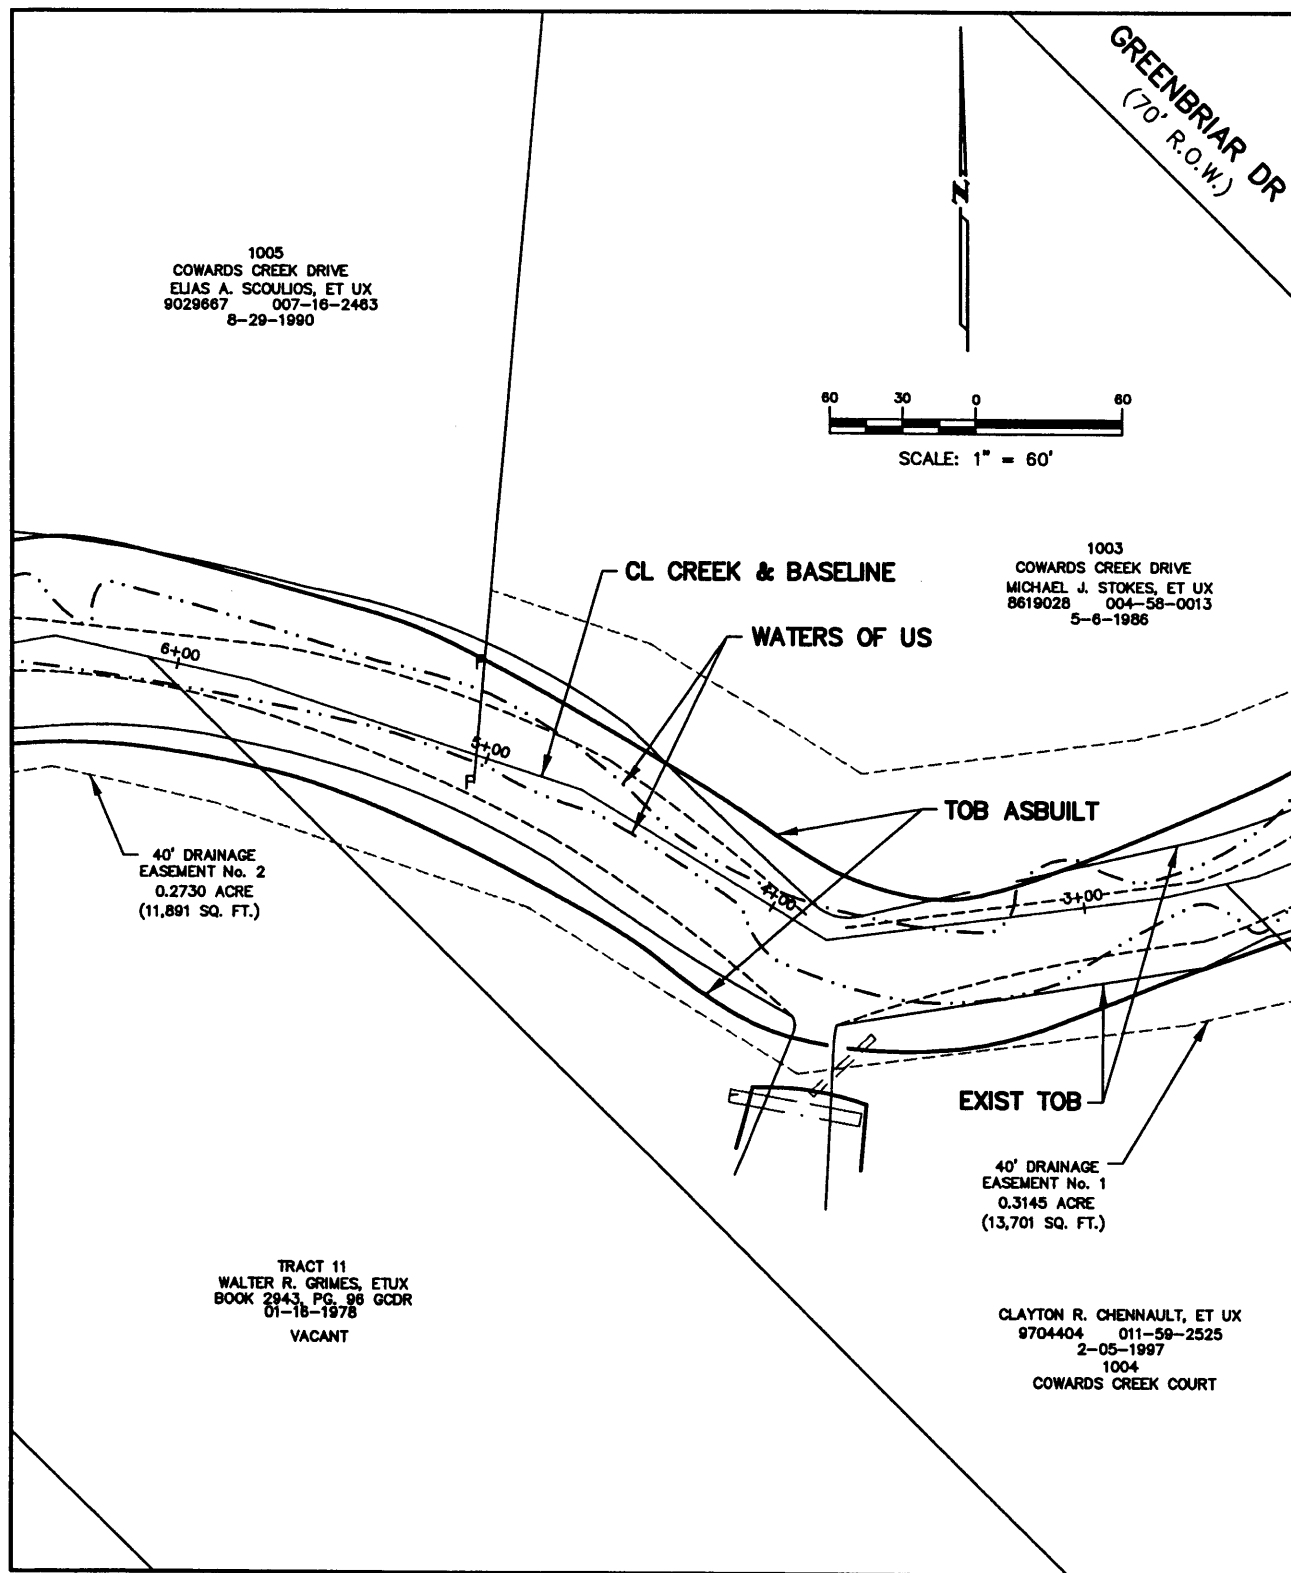 GREENBRIAR DR
(70' R.O.W.)
N
1005
COWARDS CREEK DRIVE
ELIAS A. SCOULIOS, ET UX
9029667 007-16-2463
8-29-1990
60 30 0 60
SCALE: 1" = 60'
1003
COWARDS CREEK DRIVE
MICHAEL J. STOKES, ET UX
8619028 004-58-0013
5-6-1986
CL CREEK & BASELINE
WATERS OF US
6+00
5+00
4+00
3+00
TOB ASBUILT
40' DRAINAGE
EASEMENT No. 2
0.2730 ACRE
(11,891 SQ. FT.)
EXIST TOB
40' DRAINAGE
EASEMENT No. 1
0.3145 ACRE
(13,701 SQ. FT.)
TRACT 11
WALTER R. GRIMES, ETUX
BOOK 2943, PG. 96 GCDR
01-16-1978
VACANT
CLAYTON R. CHENNAULT, ET UX
9704404 011-59-2525
2-05-1997
1004
COWARDS CREEK COURT